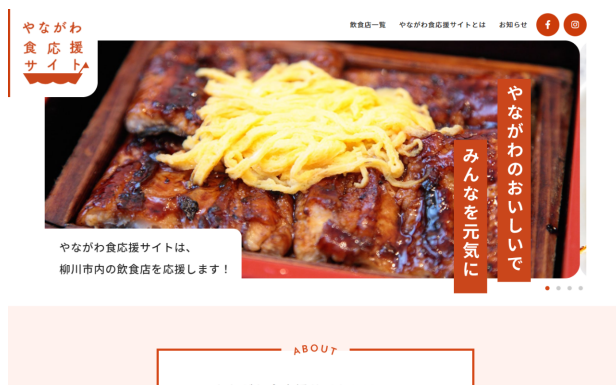 やながわ
食応援
サイト
飲食店一覧 やながわ食応援サイトとは お知らせ
やながわのおいしいで
みんなを元気に
やながわ食応援サイトは、
柳川市内の飲食店を応援します！
ABOUT